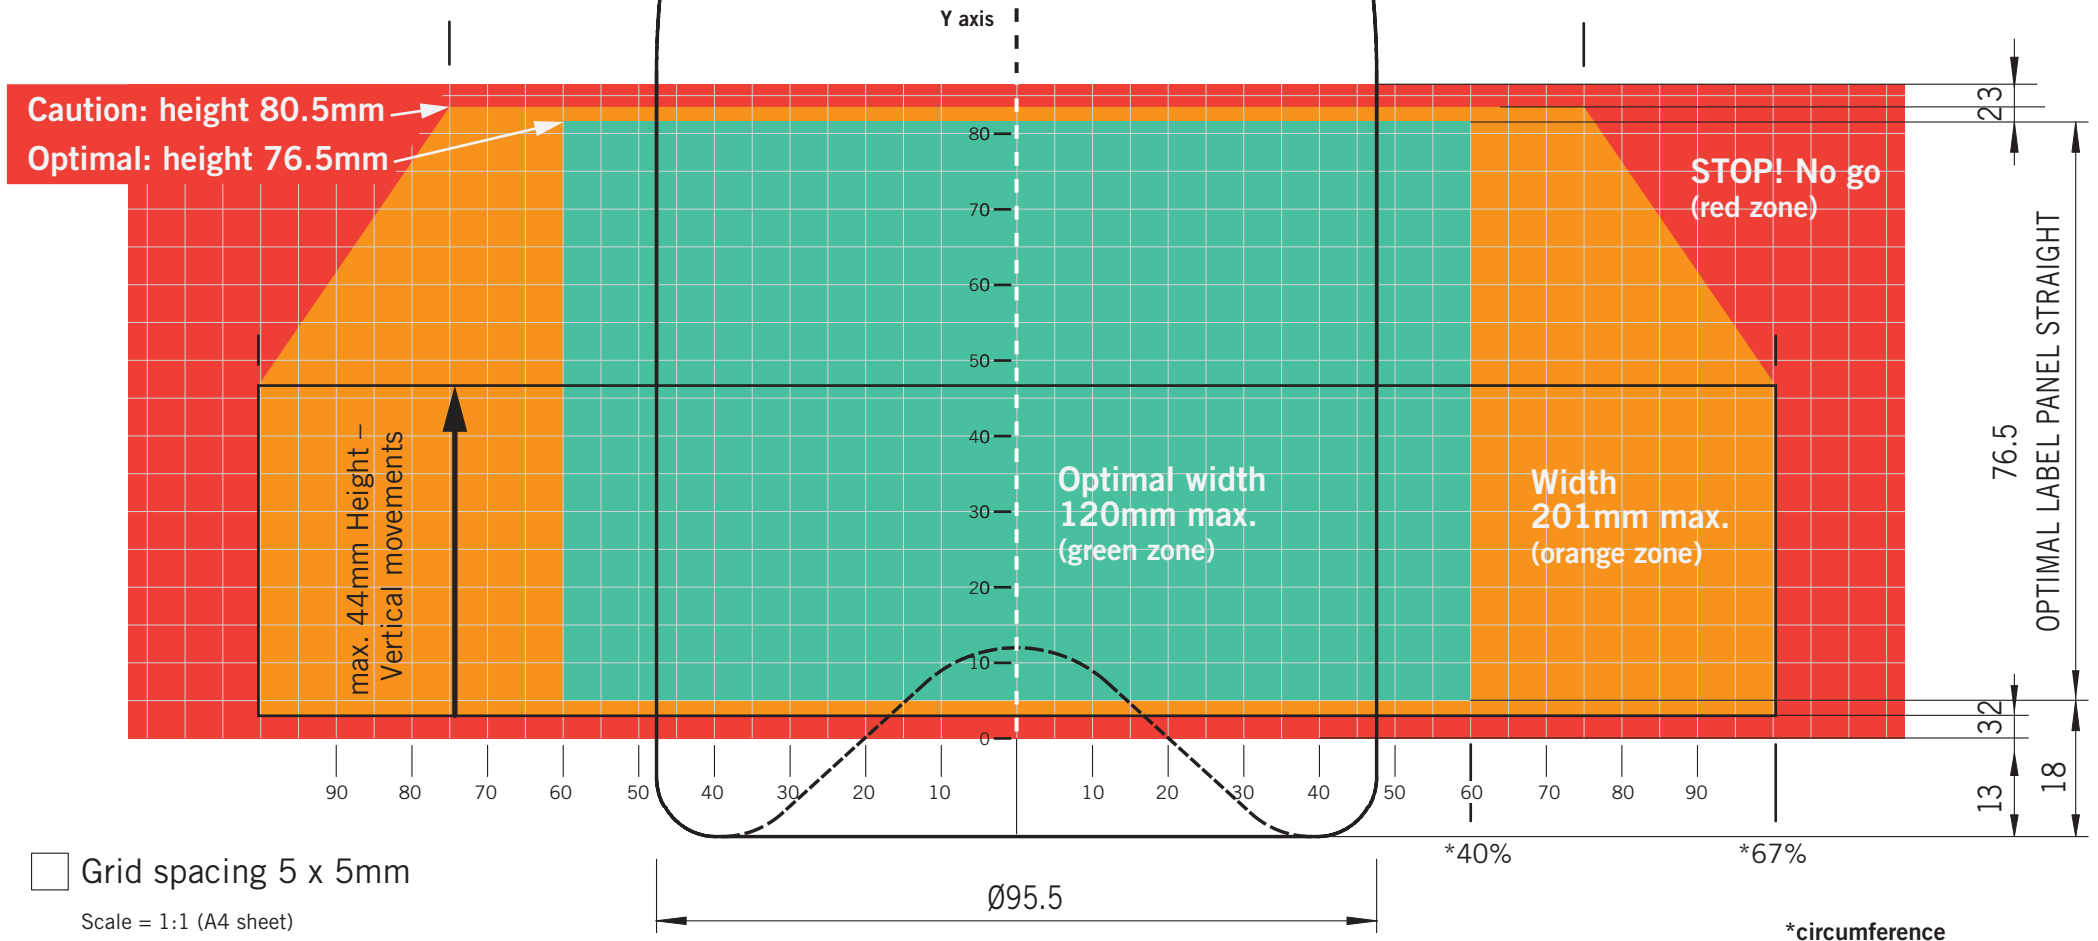 Y axis
Caution: height 80.5mm
Optimal: height 76.5mm
STOP! No go
(red zone)
23
80
70
60
50
40
30
20
10
0
max. 44mm Height –
Vertical movements
Optimal width
120mm max.
(green zone)
Width
201mm max.
(orange zone)
76.5
OPTIMAL LABEL PANEL STRAIGHT
32
13
18
90 80 70 60 50 40 30 20 10 10 20 30 40 50 60 70 80 90
*40% *67%
Grid spacing 5 x 5mm
Ø95.5
Scale = 1:1 (A4 sheet)
*circumference